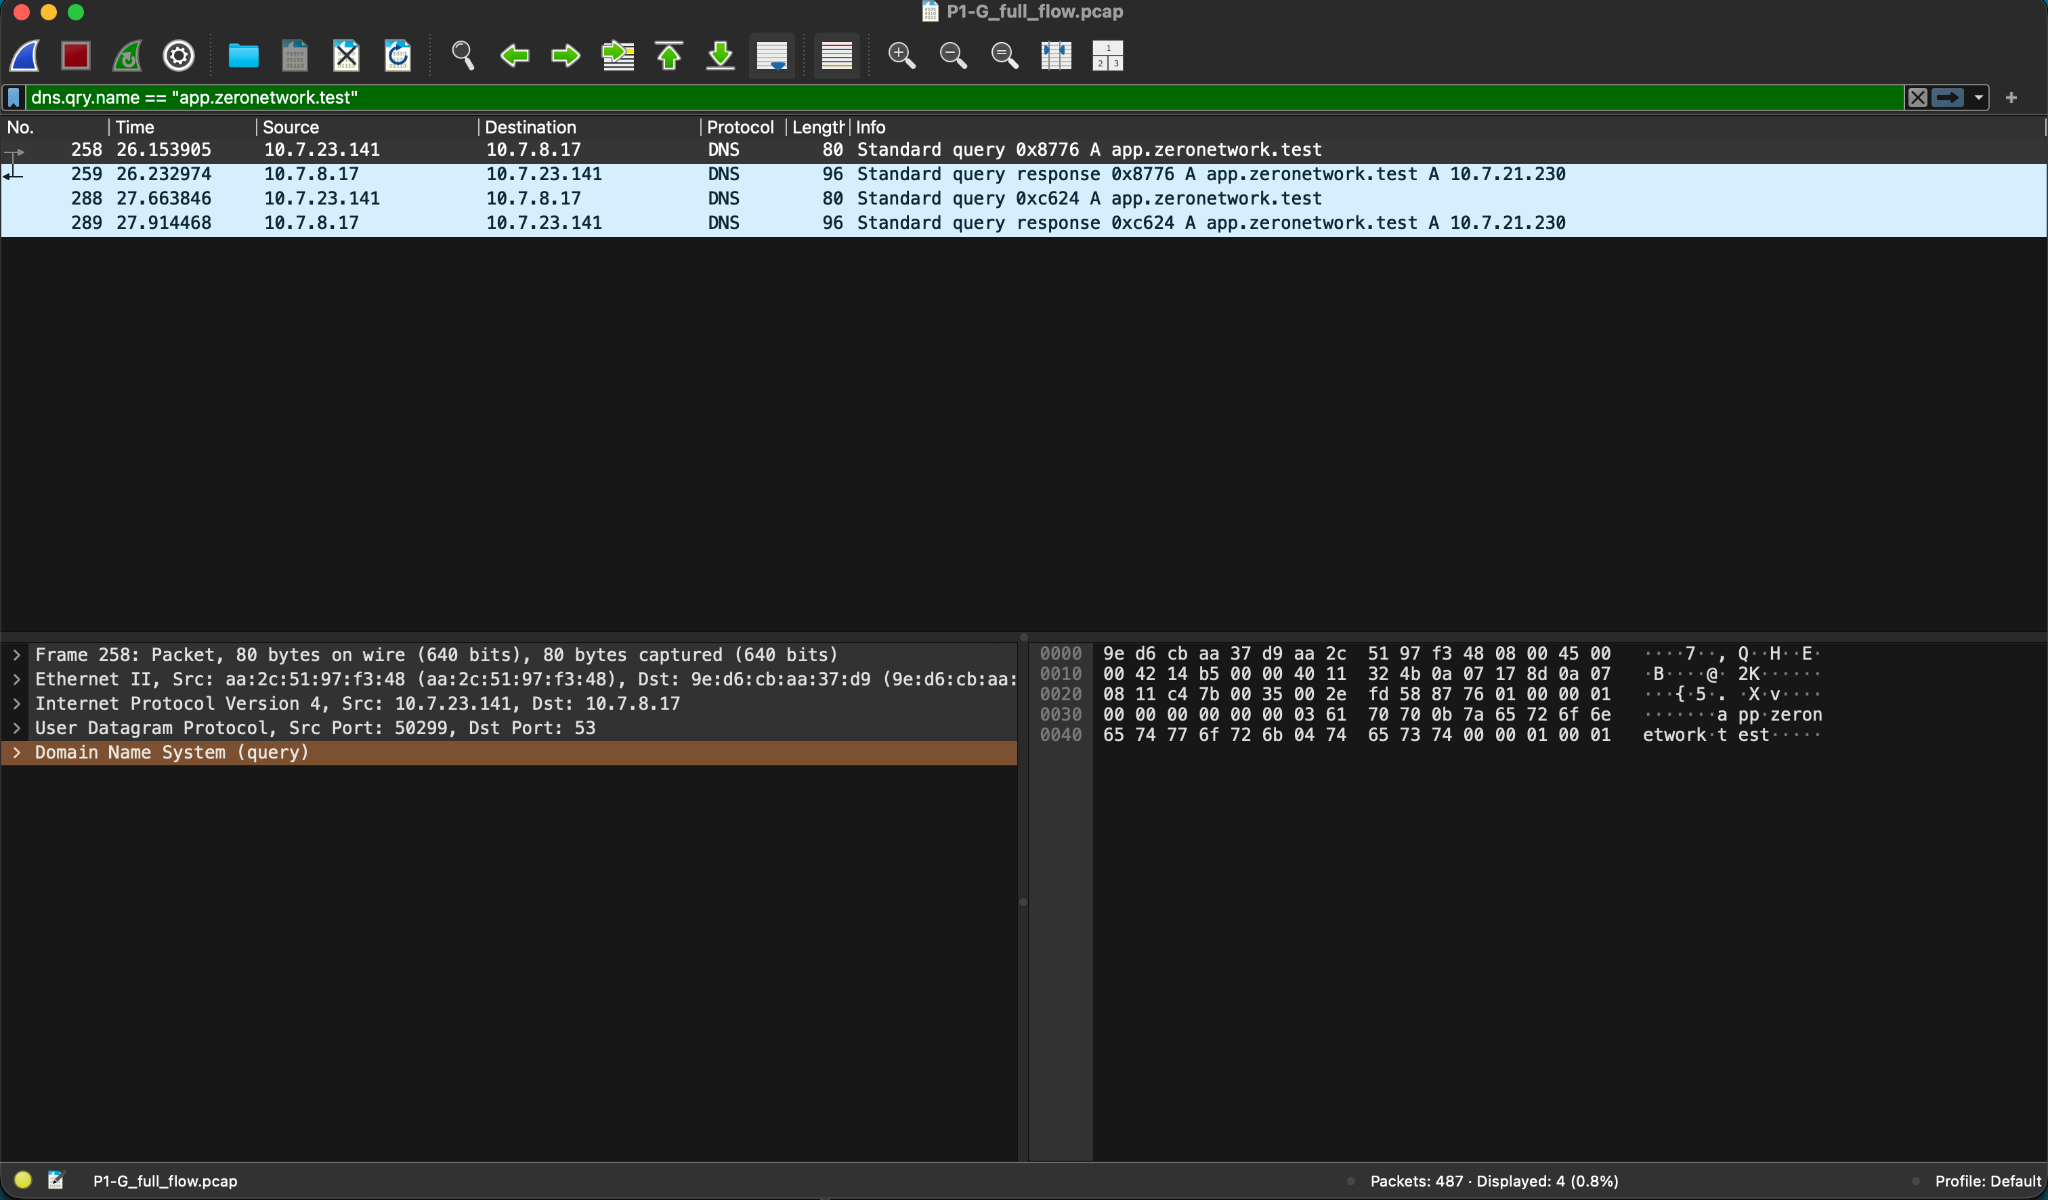 P1-G_full_flow.pcap
dns.qry.name == "app.zeronetwork.test"
No. Time Source Destination Protocol Length Info
258 26.153905 10.7.23.141 10.7.8.17 DNS 80 Standard query 0x8776 A app.zeronetwork.test
259 26.232974 10.7.8.17 10.7.23.141 DNS 96 Standard query response 0x8776 A app.zeronetwork.test A 10.7.21.230
288 27.663846 10.7.23.141 10.7.8.17 DNS 80 Standard query 0xc624 A app.zeronetwork.test
289 27.914468 10.7.8.17 10.7.23.141 DNS 96 Standard query response 0xc624 A app.zeronetwork.test A 10.7.21.230
Frame 258: Packet, 80 bytes on wire (640 bits), 80 bytes captured (640 bits)
Ethernet II, Src: aa:2c:51:97:f3:48 (aa:2c:51:97:f3:48), Dst: 9e:d6:cb:aa:37:d9 (9e:d6:cb:aa:
Internet Protocol Version 4, Src: 10.7.23.141, Dst: 10.7.8.17
User Datagram Protocol, Src Port: 50299, Dst Port: 53
Domain Name System (query)
0000 9e d6 cb aa 37 d9 aa 2c 51 97 f3 48 08 00 45 00 ····7··, Q··H··E·
0010 00 42 14 b5 00 00 40 11 32 4b 0a 07 17 8d 0a 07 ·B····@· 2K······
0020 08 11 c4 7b 00 35 00 2e fd 58 87 76 01 00 00 01 ···{·5·. ·X·v····
0030 00 00 00 00 00 00 03 61 70 70 0b 7a 65 72 6f 6e ·······a pp·zeron
0040 65 74 77 6f 72 6b 04 74 65 73 74 00 00 01 00 01 etwork·t est·····
P1-G_full_flow.pcap
Packets: 487 · Displayed: 4 (0.8%)
Profile: Default